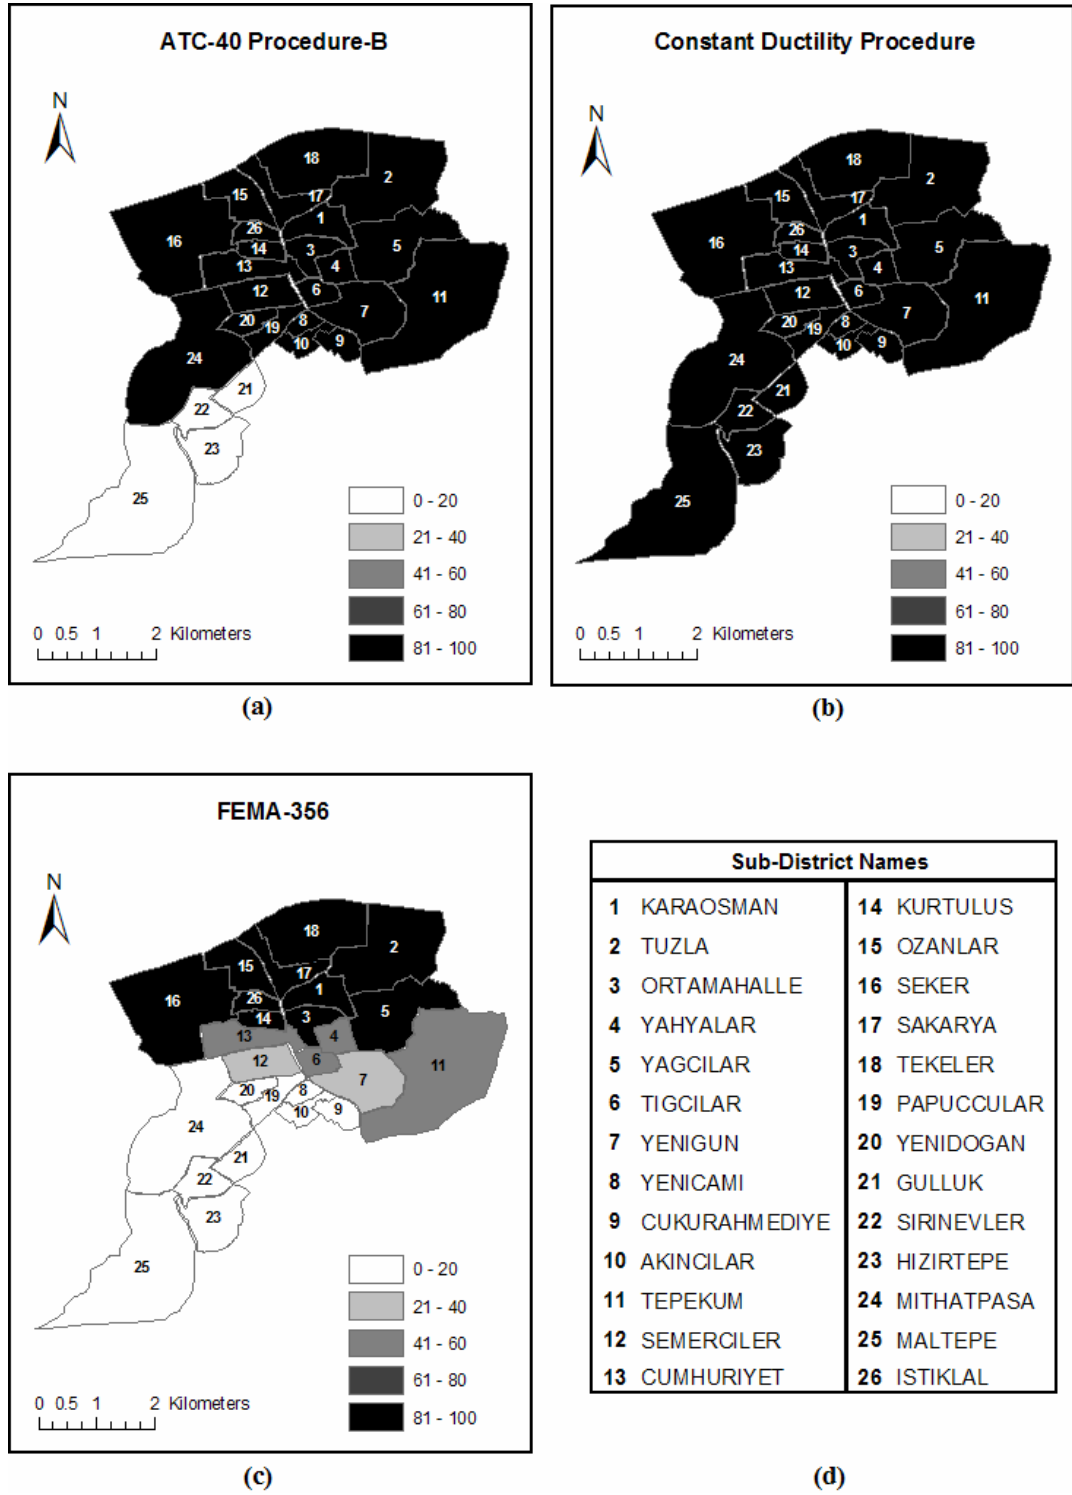 ATC-40 Procedure-B
N
18
2
15
17
1
26
16
14
3
5
13
4
12
6
11
7
20
19
8
10
9
24
21
22
23
25
0 - 20
21 - 40
41 - 60
61 - 80
81 - 100
0 0.5 1 2 Kilometers
(a)
Constant Ductility Procedure
N
18
2
15
17
1
26
16
14
3
5
13
4
12
6
11
7
20
19
8
10
9
24
21
22
23
25
0 - 20
21 - 40
41 - 60
61 - 80
81 - 100
0 0.5 1 2 Kilometers
(b)
FEMA-356
N
18
2
15
17
1
26
16
14
3
5
13
4
12
6
11
7
20
19
8
10
9
24
21
22
23
25
0 - 20
21 - 40
41 - 60
61 - 80
81 - 100
0 0.5 1 2 Kilometers
(c)
Sub-District Names
1 KARAOSMAN
2 TUZLA
3 ORTAMAHALLE
4 YAHYALAR
5 YAGCILAR
6 TIGCILAR
7 YENIGUN
8 YENICAMI
9 CUKURAHMEDIYE
10 AKINCILAR
11 TEPEKUM
12 SEMERCILER
13 CUMHURIYET
14 KURTULUS
15 OZANLAR
16 SEKER
17 SAKARYA
18 TEKELER
19 PAPUCCULAR
20 YENIDOGAN
21 GULLUK
22 SIRINEVLER
23 HIZIRTEPE
24 MITHATPASA
25 MALTEPE
26 ISTIKLAL
(d)